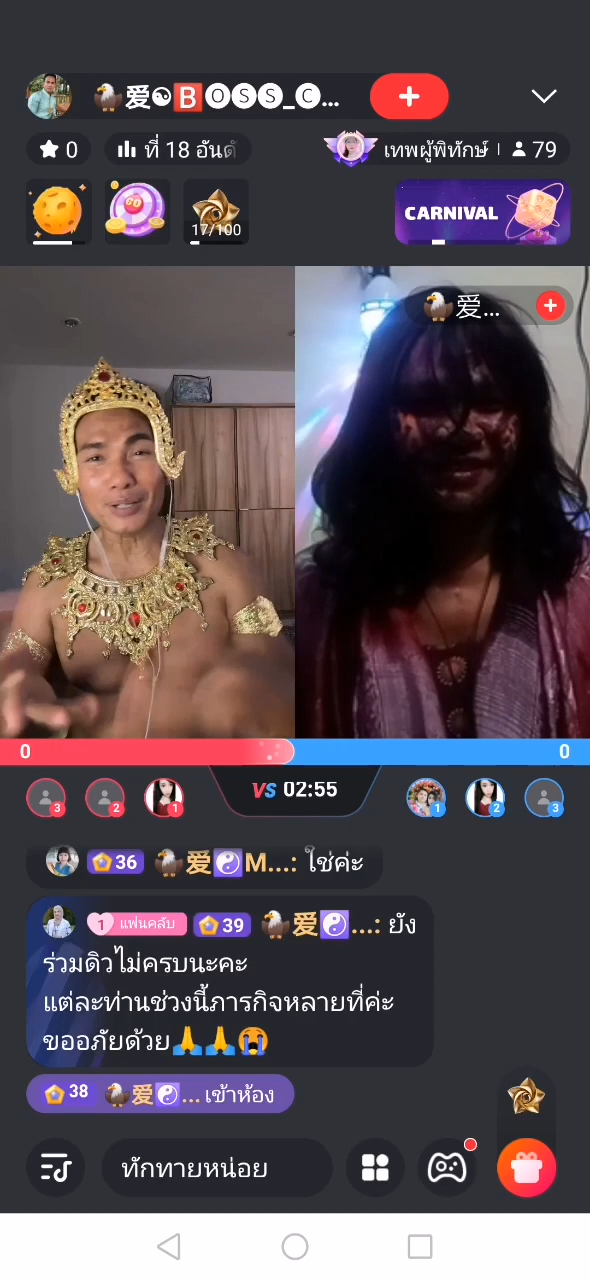 🦅爱☯🅱🅞🅢🅢_🅒...
0
ที่ 18 อันดั
เทพผู้พิทักษ์
79
GO
17/100
CARNIVAL
🦅爱...
0
0
3
2
1
VS 02:55
1
2
3
36 🦅爱☯M...: ใช่ค่ะ
1 แฟนคลับ 39 🦅爱☯...: ยัง
ร่วมดิวไม่ครบนะคะ
แต่ละท่านช่วงนี้ภารกิจหลายที่ค่ะ
ขออภัยด้วย🙏🙏😭
38 🦅爱☯... เข้าห้อง
ทักทายหน่อย